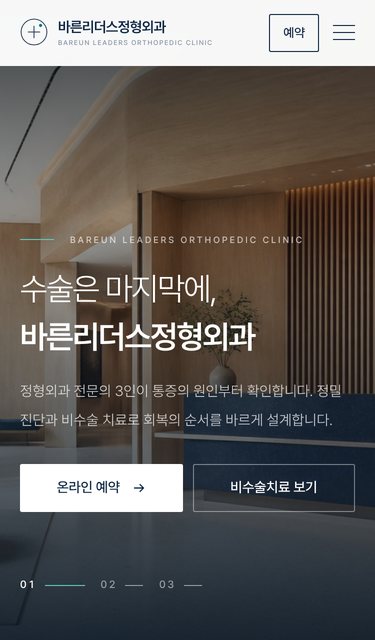 바른리더스정형외과
BAREUN LEADERS ORTHOPEDIC CLINIC
예약
BAREUN LEADERS ORTHOPEDIC CLINIC
수술은 마지막에,
바른리더스정형외과
정형외과 전문의 3인이 통증의 원인부터 확인합니다. 정밀
진단과 비수술 치료로 회복의 순서를 바르게 설계합니다.
온라인 예약 →
비수술치료 보기
01 02 03